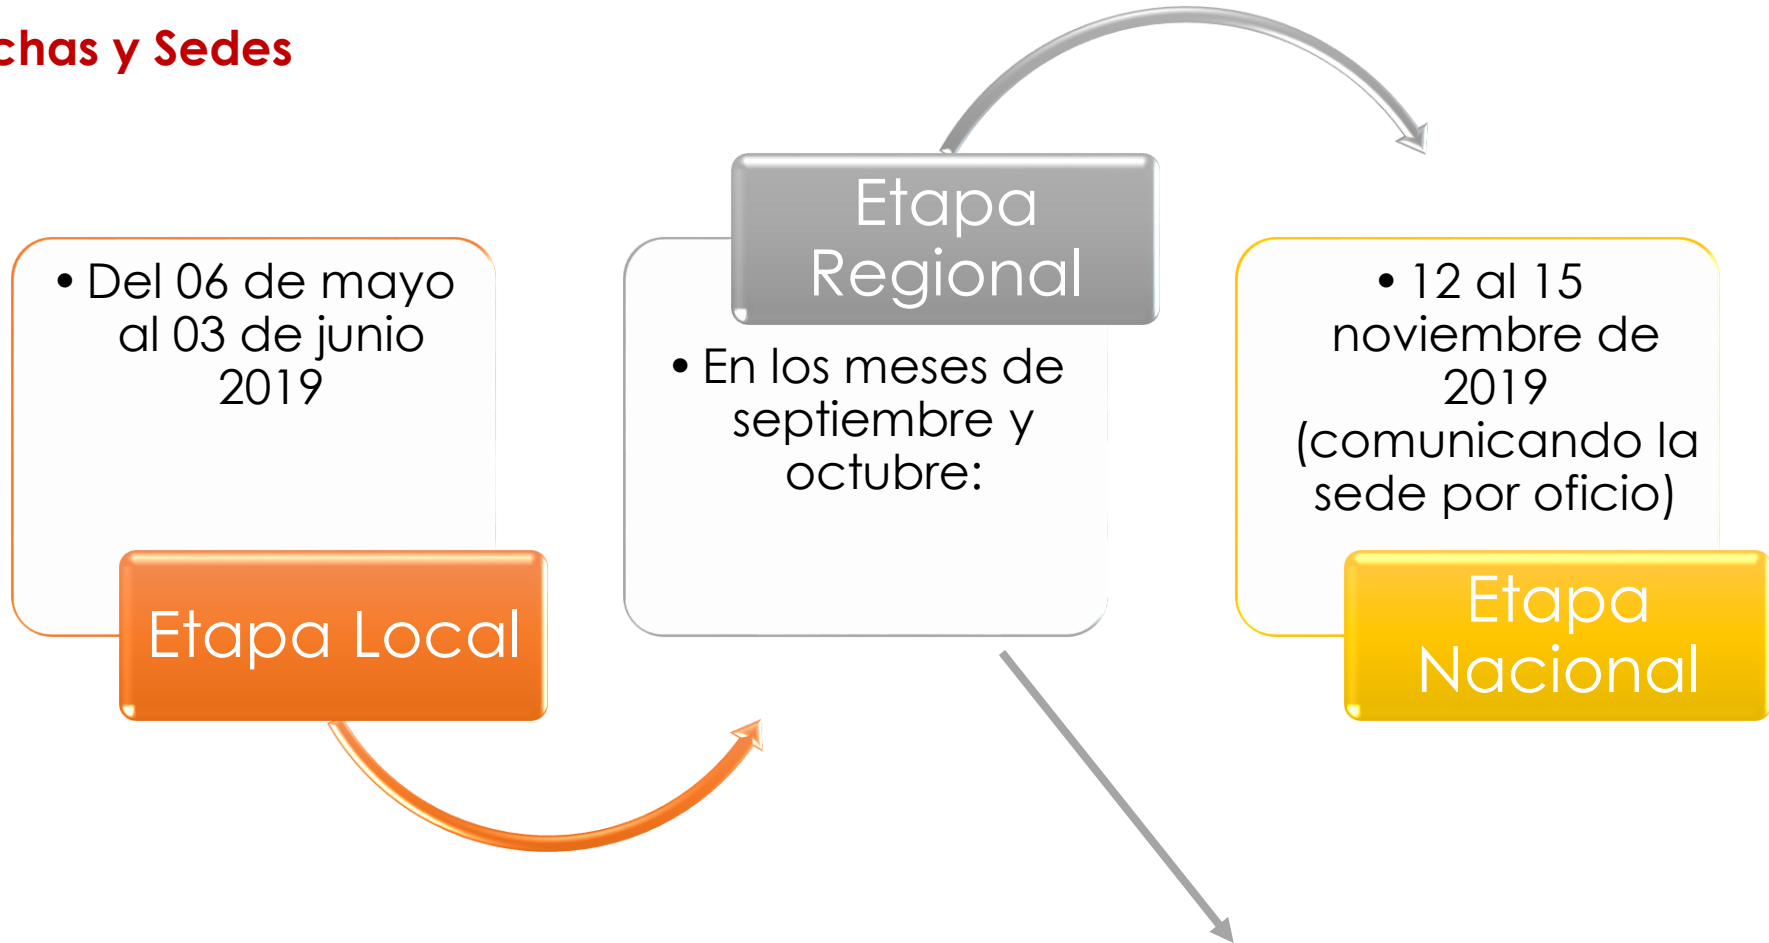 chas y Sedes
• Del 06 de mayo
al 03 de junio
2019
Etapa Local
Etapa
Regional
• En los meses de
septiembre y
octubre:
• 12 al 15
noviembre de
2019
(comunicando la
sede por oficio)
Etapa
Nacional